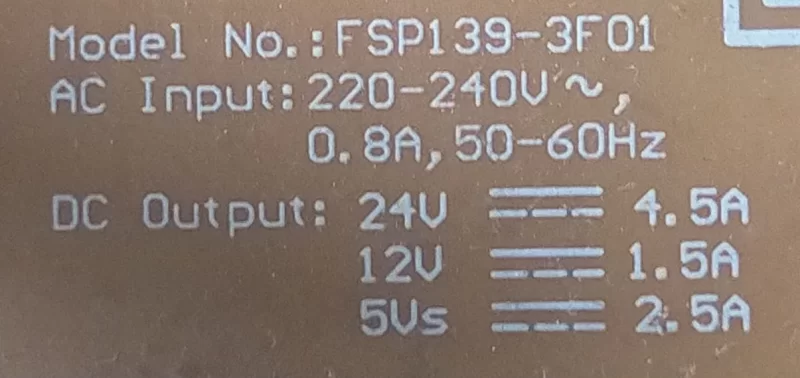 Model No.:FSP139-3F01
AC Input:220-240V~,
0.8A,50-60Hz
DC Output: 24V ⎓ 4.5A
12V ⎓ 1.5A
5Vs ⎓ 2.5A